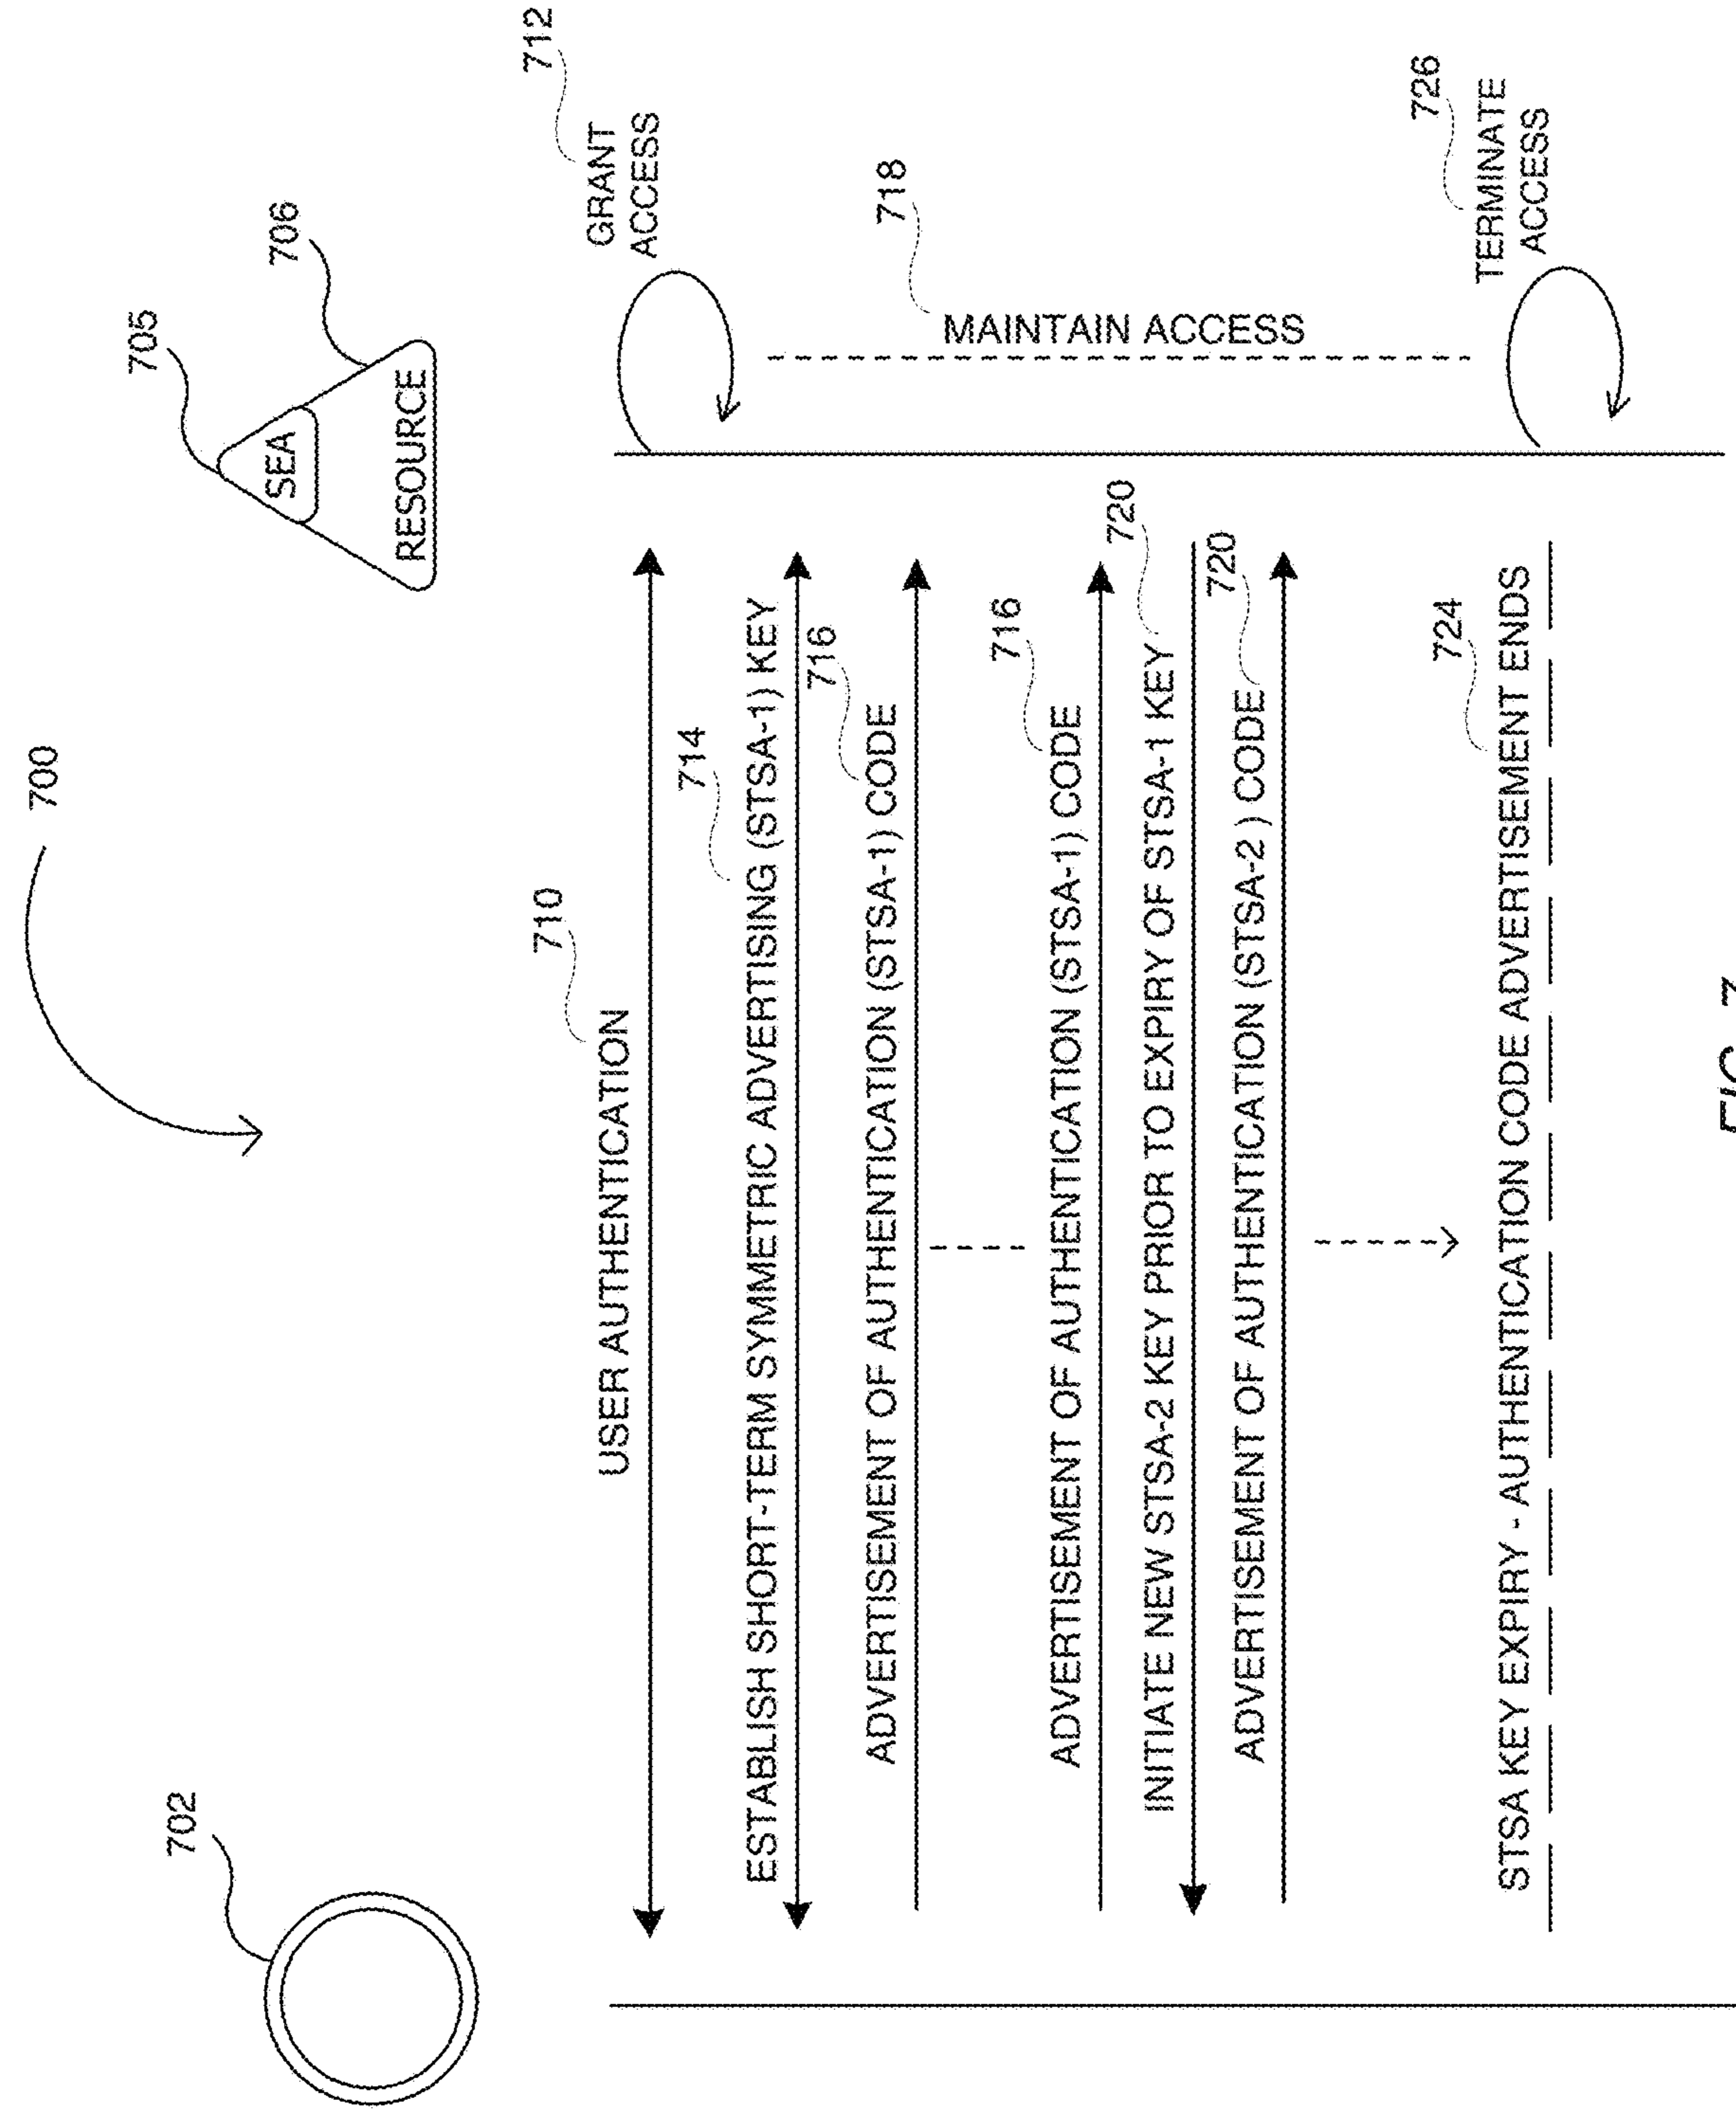 700
702
705
706
SEA
RESOURCE
710
USER AUTHENTICATION
712
GRANT
ACCESS
714
ESTABLISH SHORT-TERM SYMMETRIC ADVERTISING (STSA-1) KEY
716
ADVERTISEMENT OF AUTHENTICATION (STSA-1) CODE
718
MAINTAIN ACCESS
716
ADVERTISEMENT OF AUTHENTICATION (STSA-1) CODE
720
INITIATE NEW STSA-2 KEY PRIOR TO EXPIRY OF STSA-1 KEY
720
ADVERTISEMENT OF AUTHENTICATION (STSA-2 ) CODE
724
STSA KEY EXPIRY - AUTHENTICATION CODE ADVERTISEMENT ENDS
726
TERMINATE
ACCESS
FIG. 7